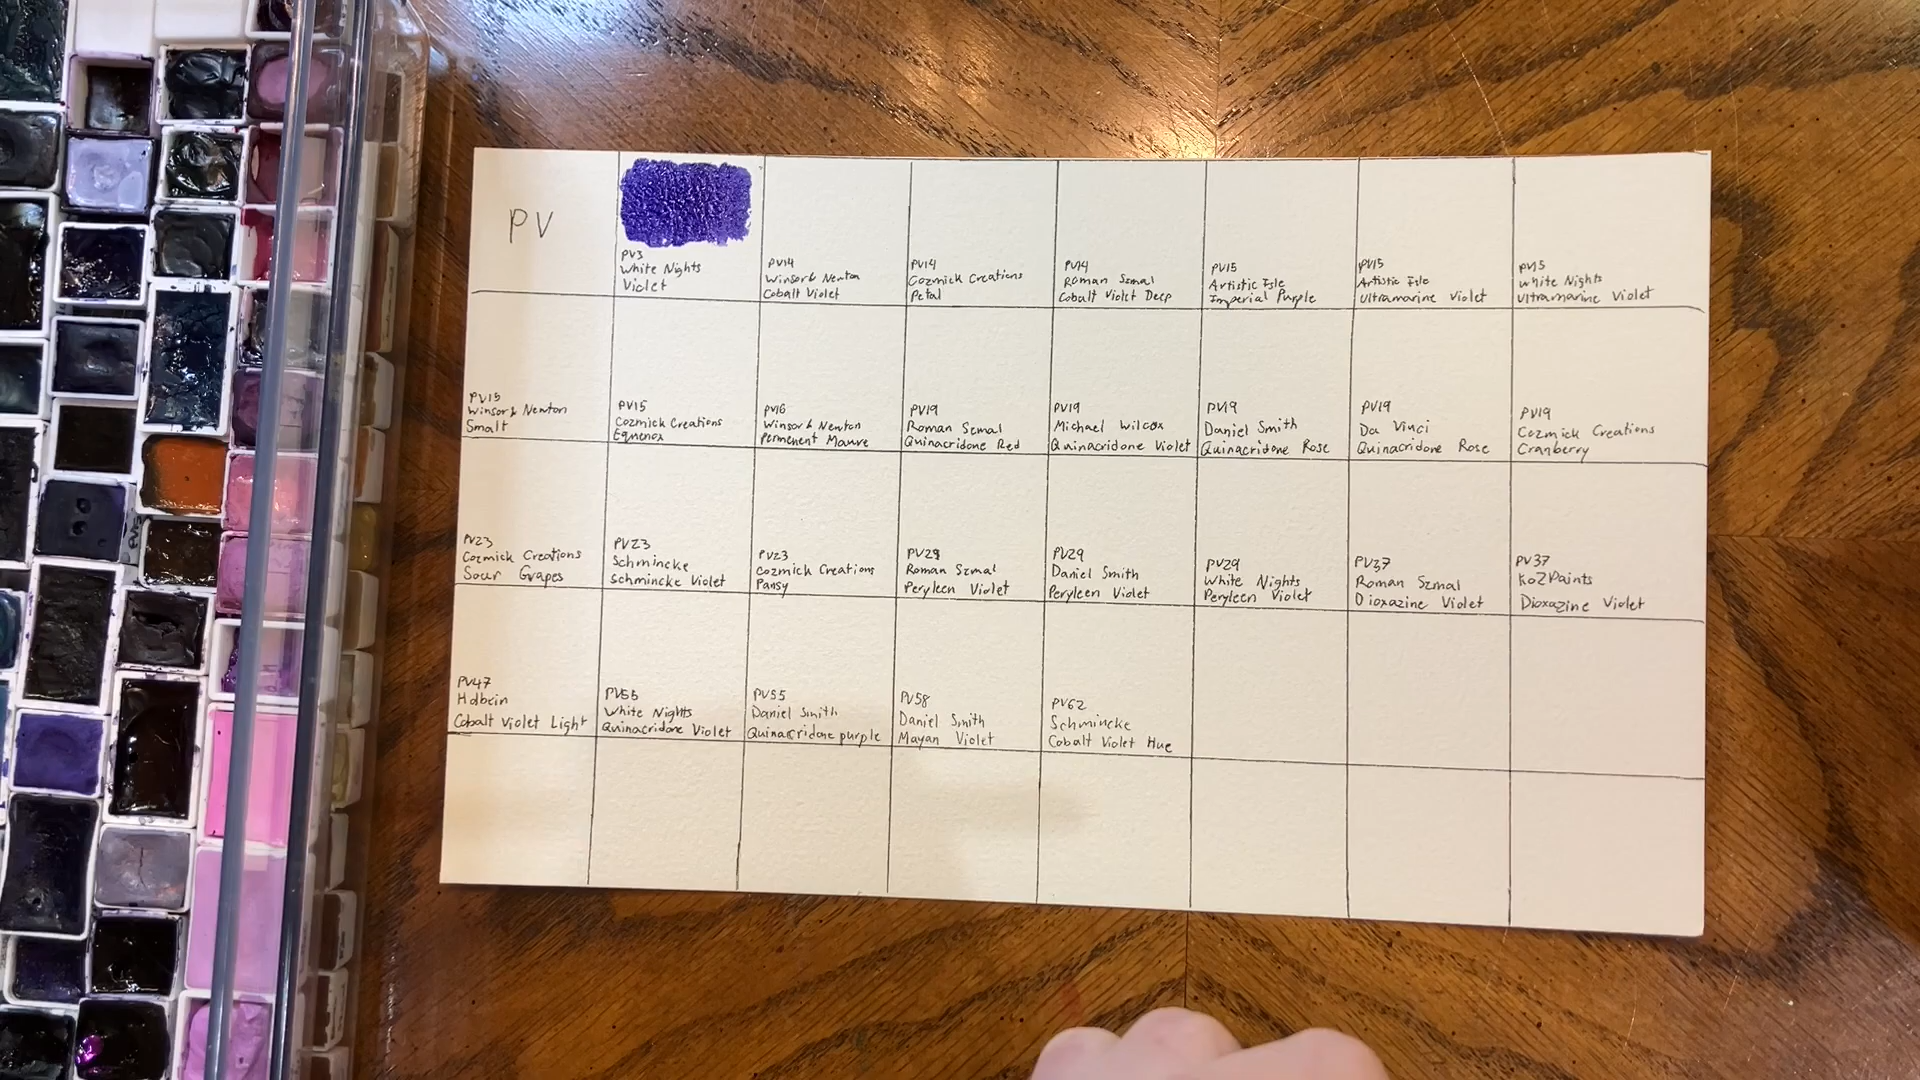 PV
PV3
White Nights
Violet
PV14
Winsor & Newton
Cobalt Violet
PV14
Cozmick Creations
Petal
PV14
Roman Szmal
Cobalt Violet Deep
PV15
Artistic Isle
Imperial Purple
PV15
Artistic Isle
Ultramarine Violet
PV15
White Nights
Ultramarine Violet
PV15
Winsor & Newton
Smalt
PV15
Cozmick Creations
Equenox
PV16
Winsor & Newton
Permenent Mauve
PV19
Roman Szmal
Quinacridone Red
PV19
Michael Wilcox
Quinacridone Violet
PV19
Daniel Smith
Quinacridone Rose
PV19
Da Vinci
Quinacridone Rose
PV19
Cozmick Creations
Cranberry
PV23
Cozmick Creations
Sour Grapes
PV23
Schmincke
Schmincke Violet
PV23
Cozmick Creations
Pansy
PV29
Roman Szmal
Peryleen Violet
PV29
Daniel Smith
Peryleen Violet
PV29
White Nights
Peryleen Violet
PV37
Roman Szmal
Dioxazine Violet
PV37
KoZPaints
Dioxazine Violet
PV47
Holbein
Cobalt Violet Light
PV55
White Nights
Quinacridone Violet
PV55
Daniel Smith
Quinacridone purple
PV58
Daniel Smith
Mayan Violet
PV62
Schmincke
Cobalt Violet Hue